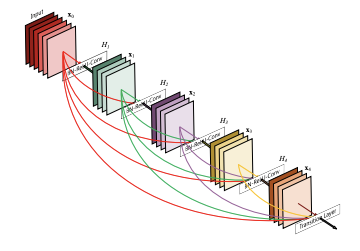 Input
x₀
H₁
BN-ReLU-Conv
x₁
H₂
BN-ReLU-Conv
x₂
H₃
BN-ReLU-Conv
x₃
H₄
BN-ReLU-Conv
x₄
Transition Layer